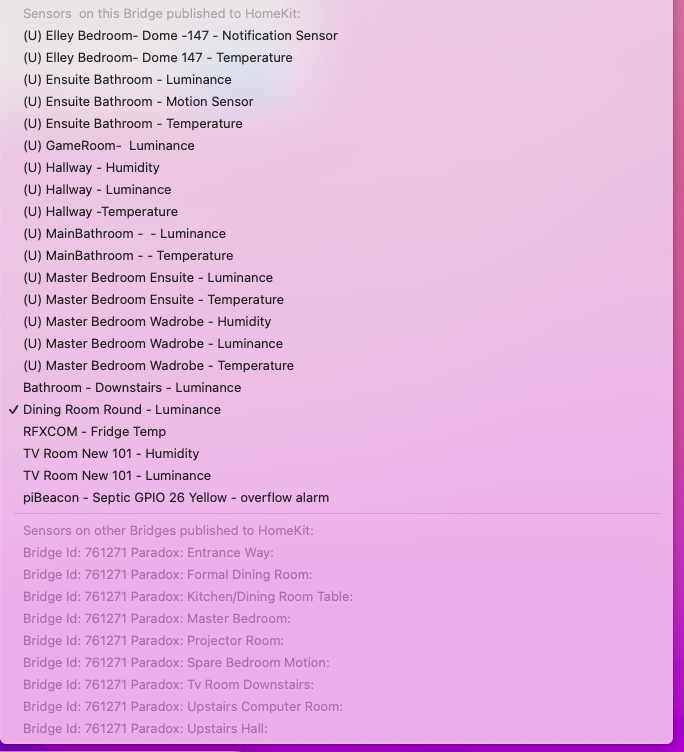 Sensors  on this Bridge published to HomeKit:
(U) Elley Bedroom- Dome -147 - Notification Sensor
(U) Elley Bedroom- Dome 147 - Temperature
(U) Ensuite Bathroom - Luminance
(U) Ensuite Bathroom - Motion Sensor
(U) Ensuite Bathroom - Temperature
(U) GameRoom-  Luminance
(U) Hallway - Humidity
(U) Hallway - Luminance
(U) Hallway -Temperature
(U) MainBathroom -  - Luminance
(U) MainBathroom - - Temperature
(U) Master Bedroom Ensuite - Luminance
(U) Master Bedroom Ensuite - Temperature
(U) Master Bedroom Wadrobe - Humidity
(U) Master Bedroom Wadrobe - Luminance
(U) Master Bedroom Wadrobe - Temperature
Bathroom - Downstairs - Luminance
✓ Dining Room Round - Luminance
RFXCOM - Fridge Temp
TV Room New 101 - Humidity
TV Room New 101 - Luminance
piBeacon - Septic GPIO 26 Yellow - overflow alarm
Sensors on other Bridges published to HomeKit:
Bridge Id: 761271 Paradox: Entrance Way:
Bridge Id: 761271 Paradox: Formal Dining Room:
Bridge Id: 761271 Paradox: Kitchen/Dining Room Table:
Bridge Id: 761271 Paradox: Master Bedroom:
Bridge Id: 761271 Paradox: Projector Room:
Bridge Id: 761271 Paradox: Spare Bedroom Motion:
Bridge Id: 761271 Paradox: Tv Room Downstairs:
Bridge Id: 761271 Paradox: Upstairs Computer Room:
Bridge Id: 761271 Paradox: Upstairs Hall: